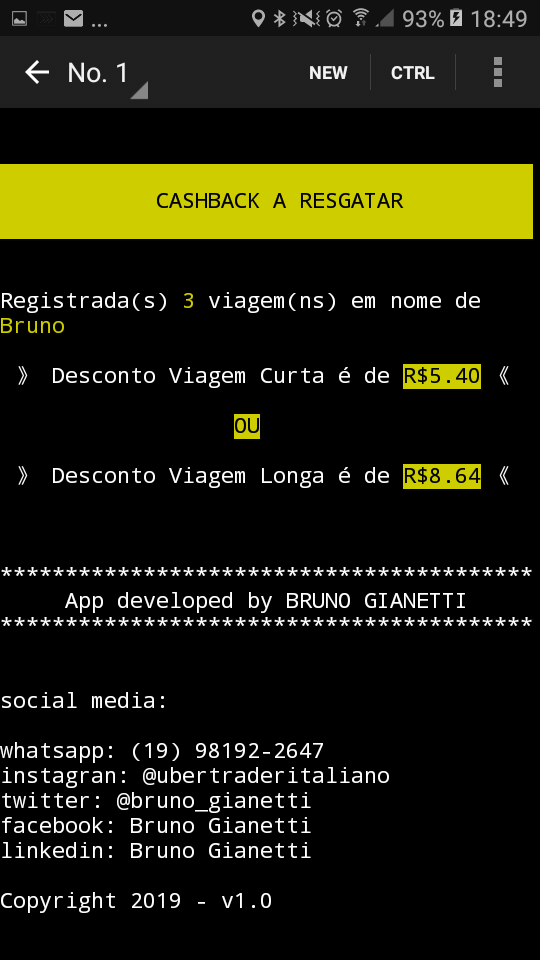 ... 93% 18:49
No. 1 NEW CTRL
CASHBACK A RESGATAR
Registrada(s) 3 viagem(ns) em nome de
Bruno
》 Desconto Viagem Curta é de R$5.40 《
OU
》 Desconto Viagem Longa é de R$8.64 《
*****************************************
App developed by BRUNO GIANETTI
*****************************************
social media:
whatsapp: (19) 98192-2647
instagran: @ubertraderitaliano
twitter: @bruno_gianetti
facebook: Bruno Gianetti
linkedin: Bruno Gianetti
Copyright 2019 - v1.0